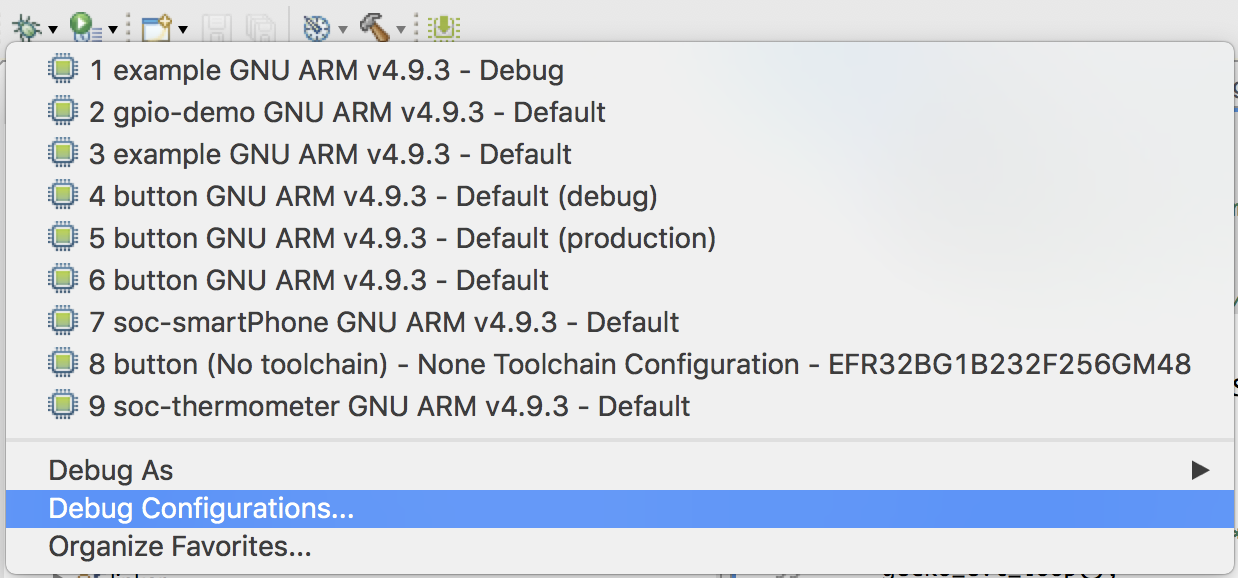 1 example GNU ARM v4.9.3 - Debug
2 gpio-demo GNU ARM v4.9.3 - Default
3 example GNU ARM v4.9.3 - Default
4 button GNU ARM v4.9.3 - Default (debug)
5 button GNU ARM v4.9.3 - Default (production)
6 button GNU ARM v4.9.3 - Default
7 soc-smartPhone GNU ARM v4.9.3 - Default
8 button (No toolchain) - None Toolchain Configuration - EFR32BG1B232F256GM48
9 soc-thermometer GNU ARM v4.9.3 - Default
Debug As
Debug Configurations...
Organize Favorites...